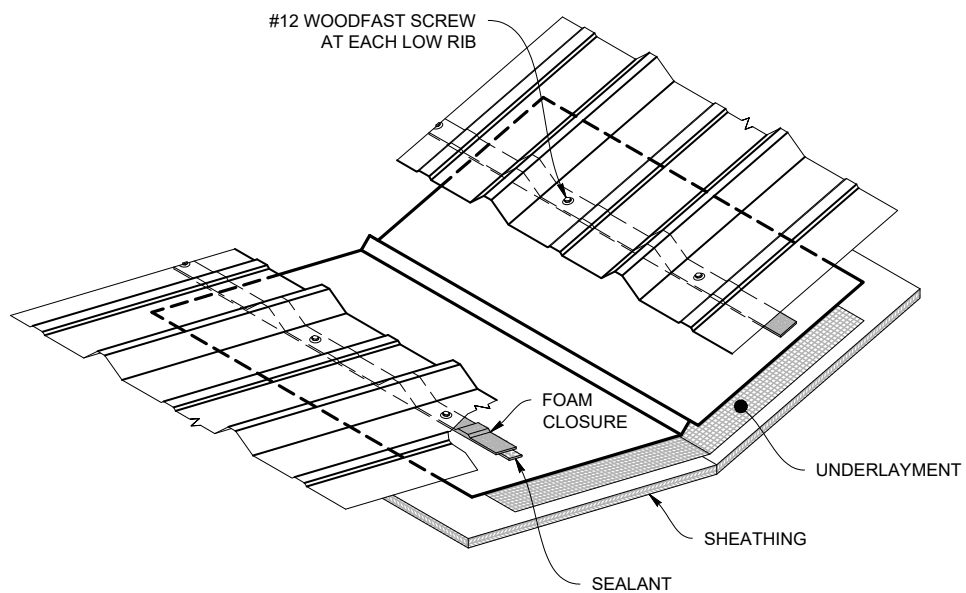 #12 WOODFAST SCREW
AT EACH LOW RIB
FOAM
CLOSURE
UNDERLAYMENT
SHEATHING
SEALANT